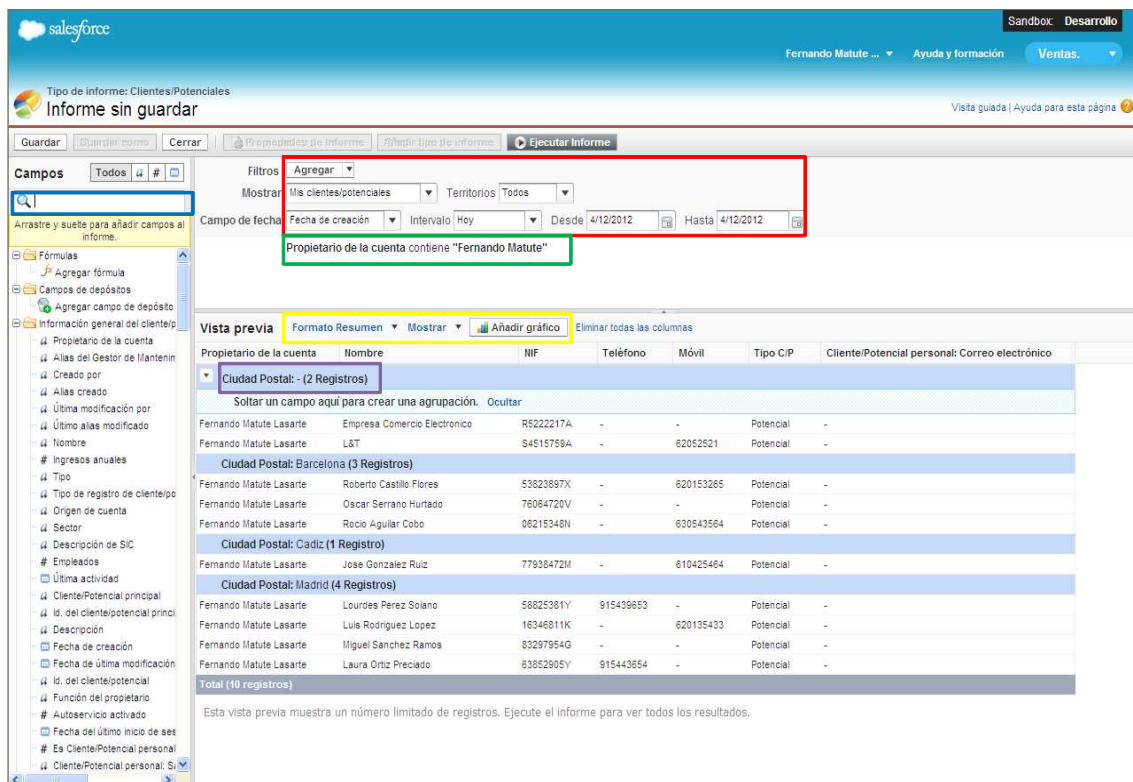 salesforce
Sandbox: Desarrollo
Fernando Matute ... Ayuda y formación Ventas.
Tipo de informe: Clientes/Potenciales
Informe sin guardar
Visita guiada | Ayuda para esta página
Guardar Guardar como Cerrar Propiedades de informe Añadir tipo de informe Ejecutar Informe
Campos Todos a #
Filtros Agregar
Mostrar Mis clientes/potenciales Territorios Todos
Campo de fecha Fecha de creación Intervalo Hoy Desde 4/12/2012 Hasta 4/12/2012
Propietario de la cuenta contiene "Fernando Matute"
Arrastre y suelte para añadir campos al
informe.
Fórmulas
fx Agregar fórmula
Campos de depósitos
Agregar campo de depósito
Información general del cliente/p
a Propietario de la cuenta
a Alias del Gestor de Mantenim
a Creado por
a Alias creado
a Última modificación por
a Último alias modificado
a Nombre
# Ingresos anuales
a Tipo
a Tipo de registro de cliente/po
a Origen de cuenta
a Sector
a Descripción de SIC
# Empleados
Última actividad
a Cliente/Potencial principal
a Id. del cliente/potencial princi
a Descripción
Fecha de creación
Fecha de última modificación
a Id. del cliente/potencial
a Función del propietario
# Autoservicio activado
Fecha del último inicio de ses
# Es Cliente/Potencial personal
a Cliente/Potencial personal: Sa
Vista previa Formato Resumen Mostrar Añadir gráfico Eliminar todas las columnas
Propietario de la cuenta Nombre NIF Teléfono Móvil Tipo C/P Cliente/Potencial personal: Correo electrónico
Ciudad Postal: - (2 Registros)
Soltar un campo aquí para crear una agrupación. Ocultar
Fernando Matute Lasarte Empresa Comercio Electronico R5222217A - - Potencial -
Fernando Matute Lasarte L&T S4515759A - 62052521 Potencial -
Ciudad Postal: Barcelona (3 Registros)
Fernando Matute Lasarte Roberto Castillo Flores 53823897X - 620153265 Potencial -
Fernando Matute Lasarte Oscar Serrano Hurtado 76064720V - - Potencial -
Fernando Matute Lasarte Rocio Aguilar Cobo 06215348N - 630543564 Potencial -
Ciudad Postal: Cadiz (1 Registro)
Fernando Matute Lasarte Jose Gonzalez Ruiz 77938472M - 610425464 Potencial -
Ciudad Postal: Madrid (4 Registros)
Fernando Matute Lasarte Lourdes Perez Solano 58825381Y 915439653 - Potencial -
Fernando Matute Lasarte Luis Rodriguez Lopez 16346811K - 620135433 Potencial -
Fernando Matute Lasarte Miguel Sanchez Ramos 83297954G - - Potencial -
Fernando Matute Lasarte Laura Ortiz Preciado 63852905Y 915443654 - Potencial -
Total (10 registros)
Esta vista previa muestra un número limitado de registros. Ejecute el informe para ver todos los resultados.